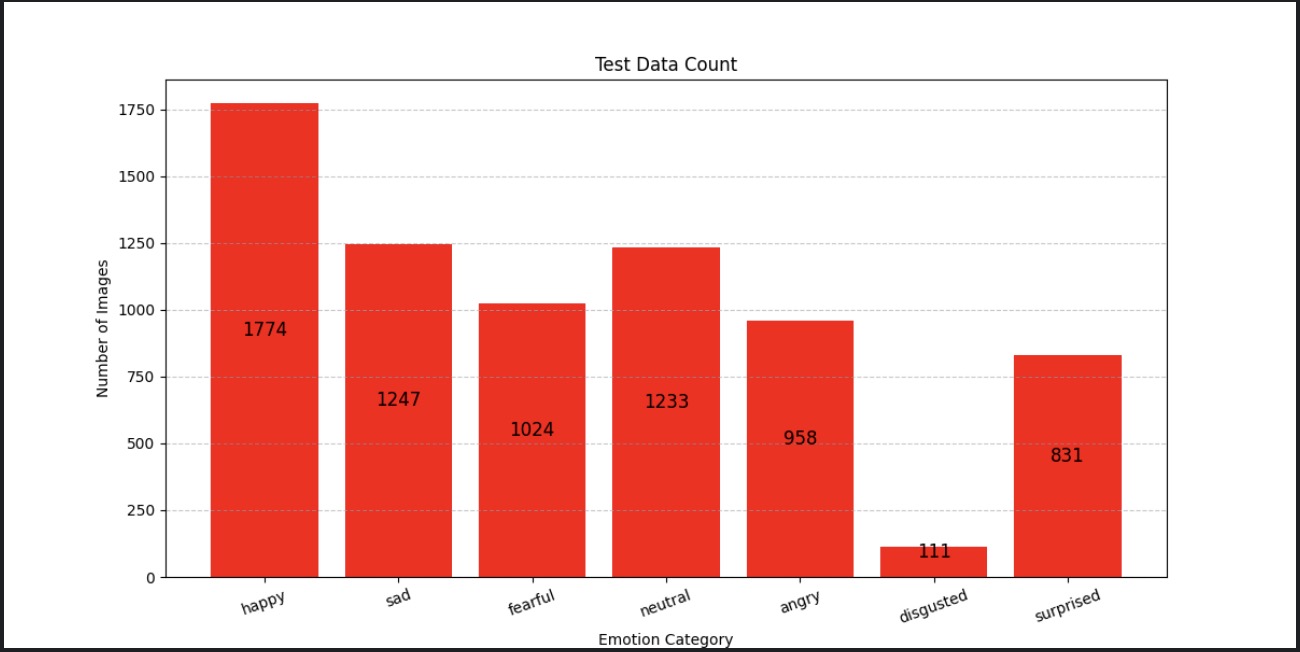 Test Data Count
1750
1500
1250
1000
750
500
250
0
Number of Images
1774
1247
1024
1233
958
111
831
happy
sad
fearful
neutral
angry
disgusted
surprised
Emotion Category